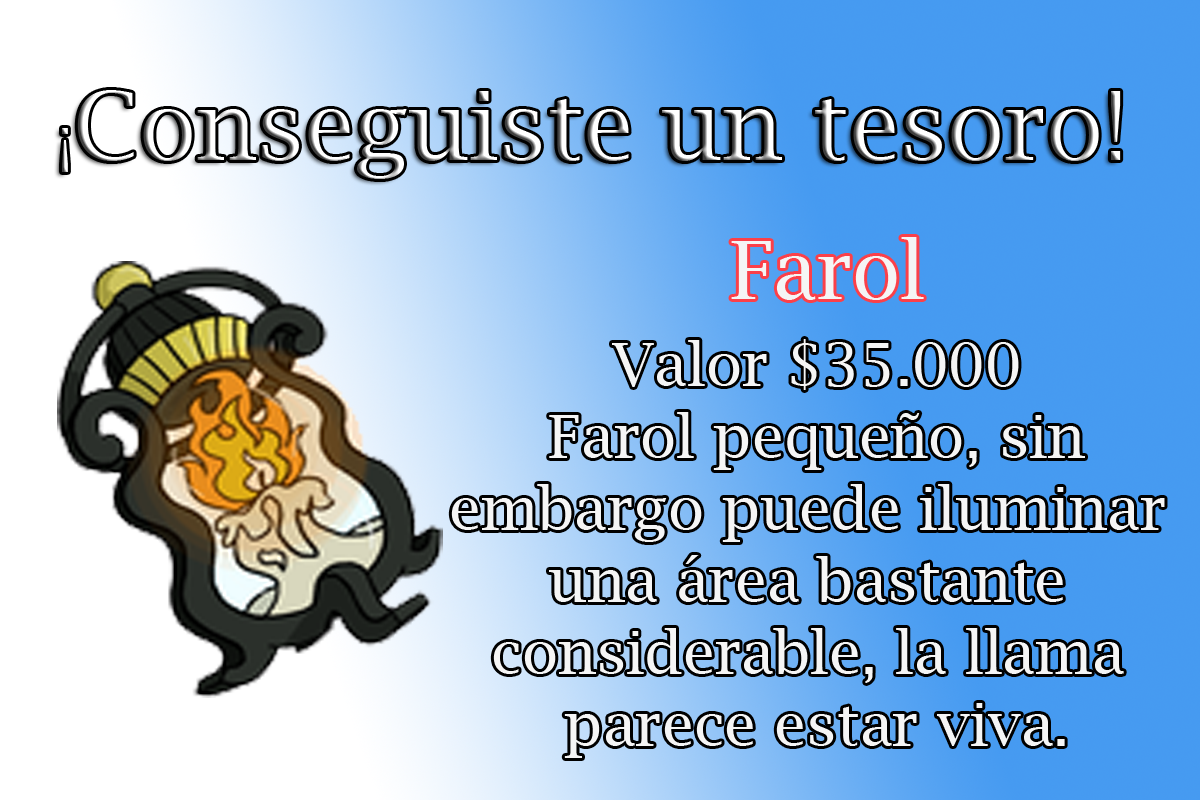 ¡Conseguiste un tesoro!
Farol
Valor $35.000
Farol pequeño, sin
embargo puede iluminar
una área bastante
considerable, la llama
parece estar viva.